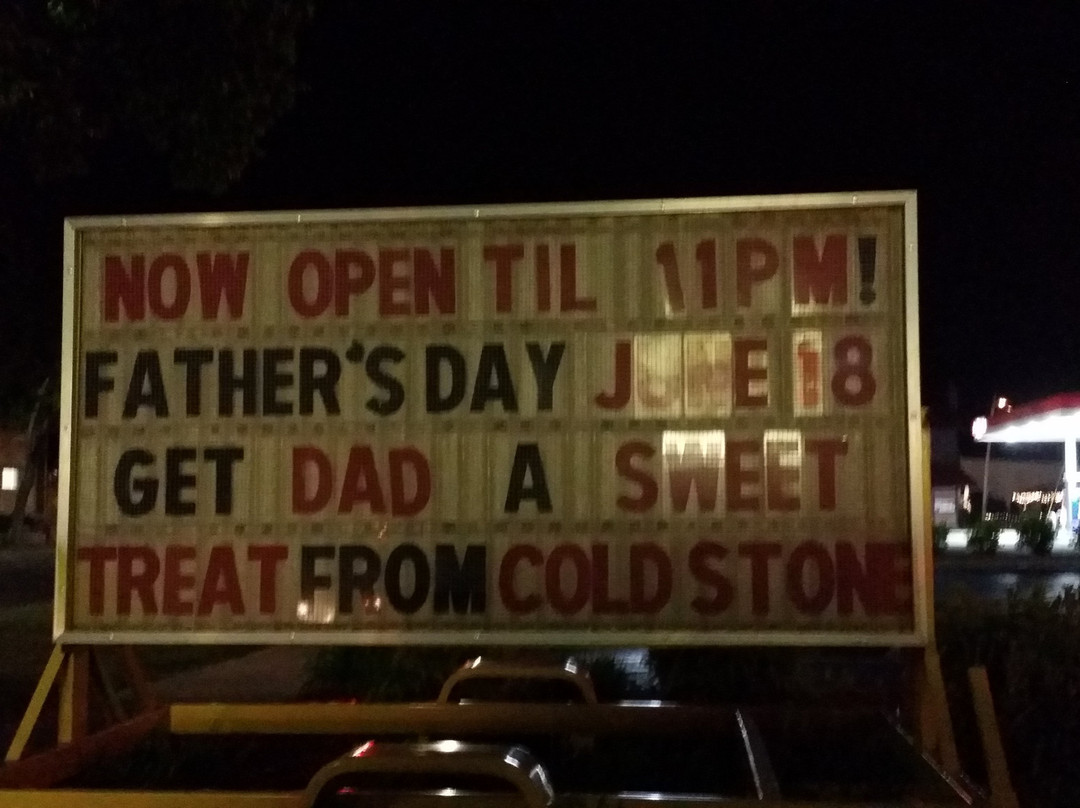 NOW OPEN TIL 11PM!
FATHER'S DAY JUNE 18
GET DAD A SWEET
TREAT FROM COLD STONE